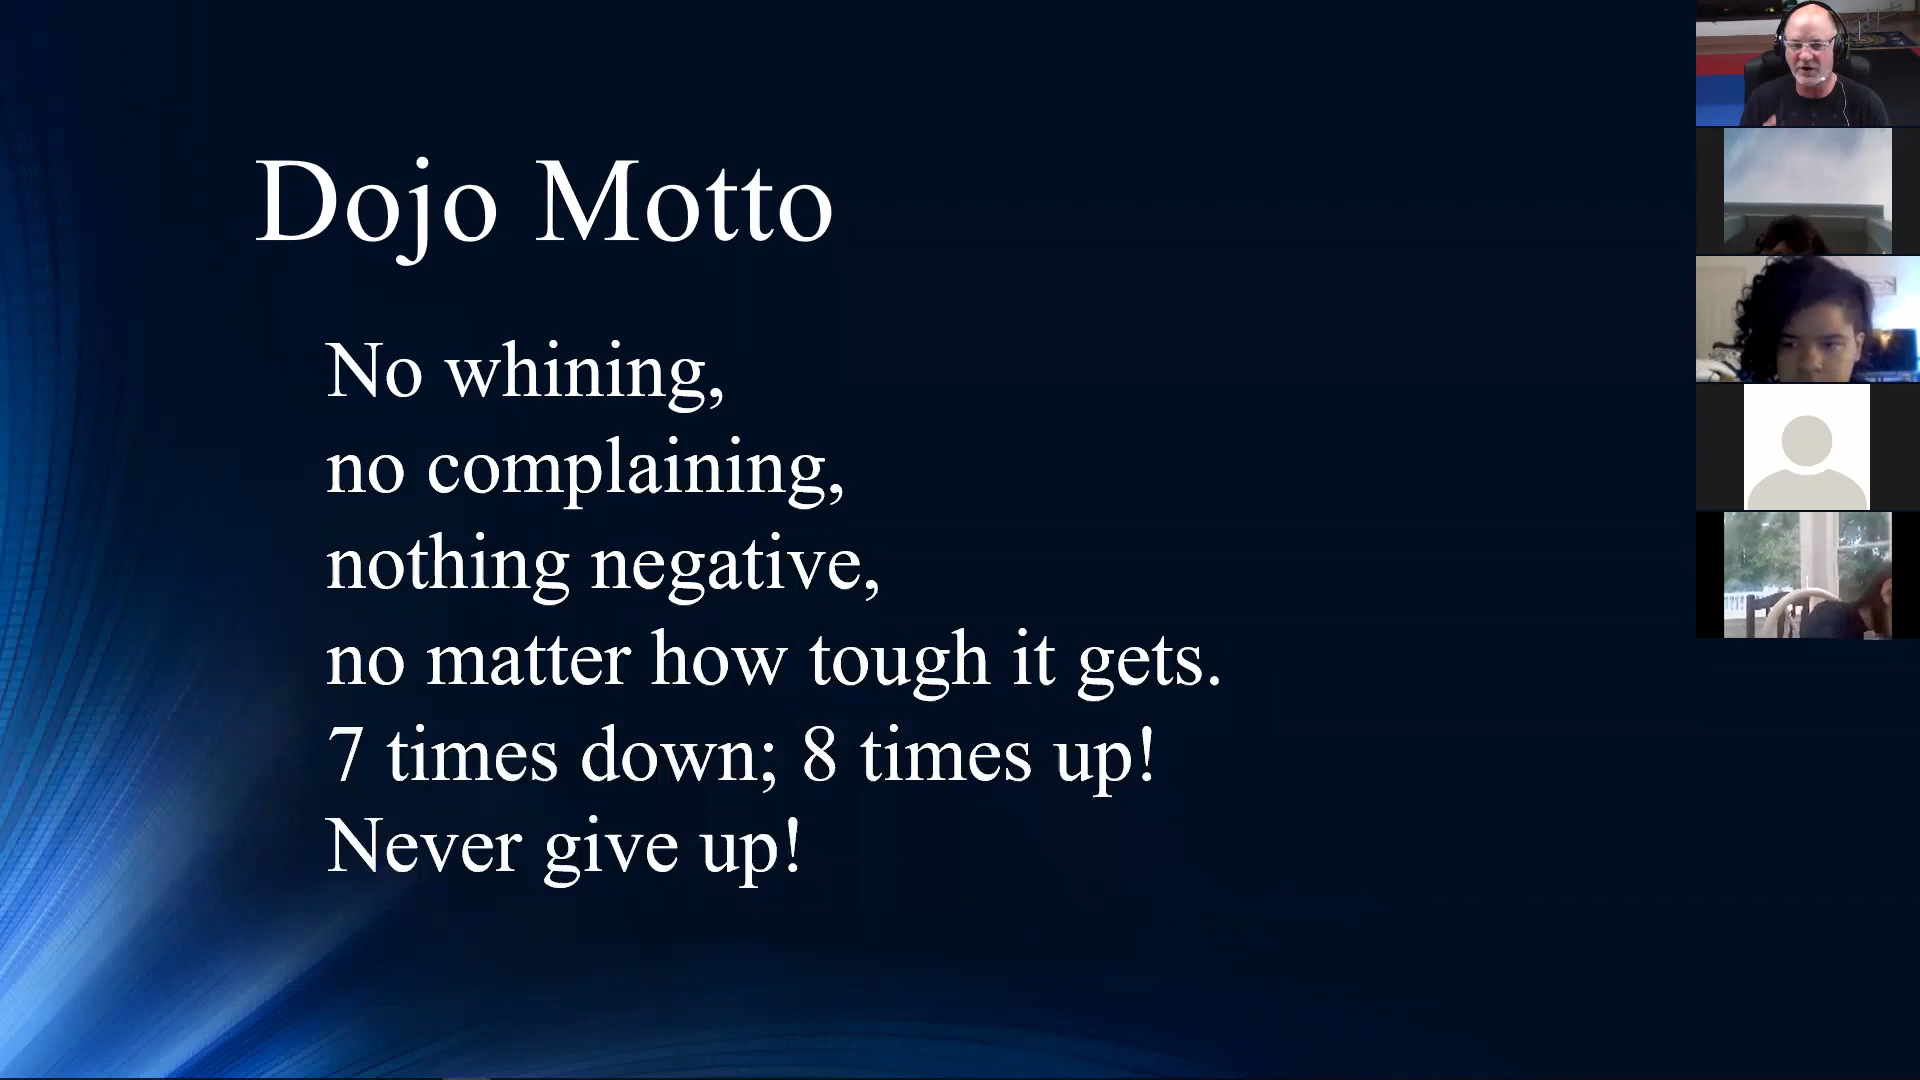 Dojo Motto
No whining,
no complaining,
nothing negative,
no matter how tough it gets.
7 times down; 8 times up!
Never give up!